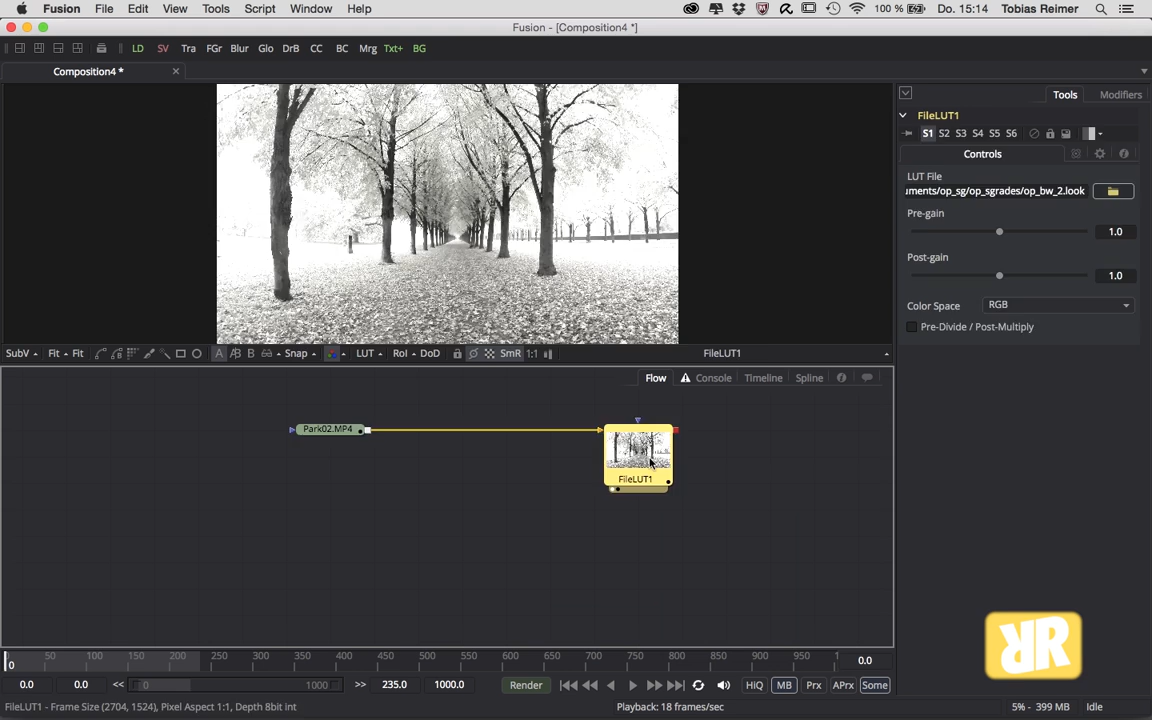 Fusion File Edit View Tools Script Window Help 100 % Do. 15:14 Tobias Reimer
Fusion - [Composition4 *]
LD SV Tra FGr Blur Glo DrB CC BC Mrg Txt+ BG
Composition4 *
Tools Modifiers
FileLUT1
S1 S2 S3 S4 S5 S6
Controls
LUT File
uments/op_sg/op_sgrades/op_bw_2.look
Pre-gain
1.0
Post-gain
1.0
Color Space RGB
Pre-Divide / Post-Multiply
SubV Fit Fit A A B Snap LUT RoI DoD SmR 1:1 FileLUT1
Flow Console Timeline Spline
Park02.MP4
FileLUT1
RR
0 50 100 150 200 250 300 350 400 450 500 550 600 650 700 750 800 850 900 950 1 0.0
0.0 0.0 << 0 1000 >> 235.0 1000.0 Render HiQ MB Prx APrx Some
FileLUT1 - Frame Size (2704, 1524), Pixel Aspect 1:1, Depth 8bit int Playback: 18 frames/sec 5% - 399 MB Idle